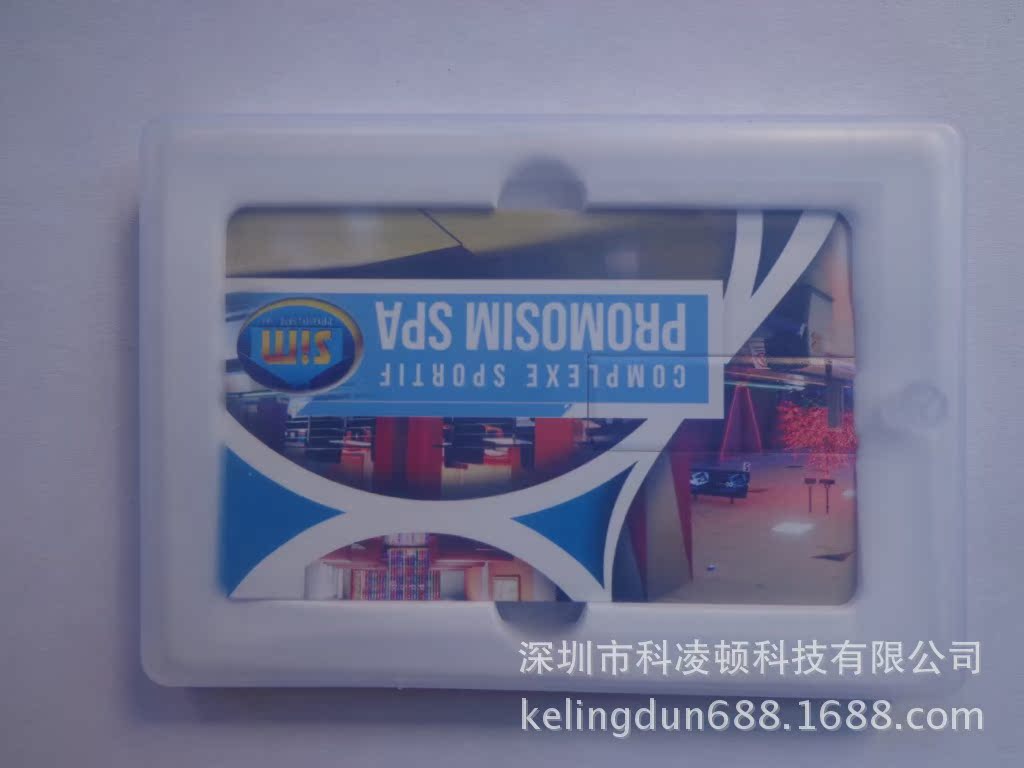 COMPLEXE SPORTIF
PROMOSIM SPA
sim
深圳市科凌顿科技有限公司
kelingdun688.1688.com